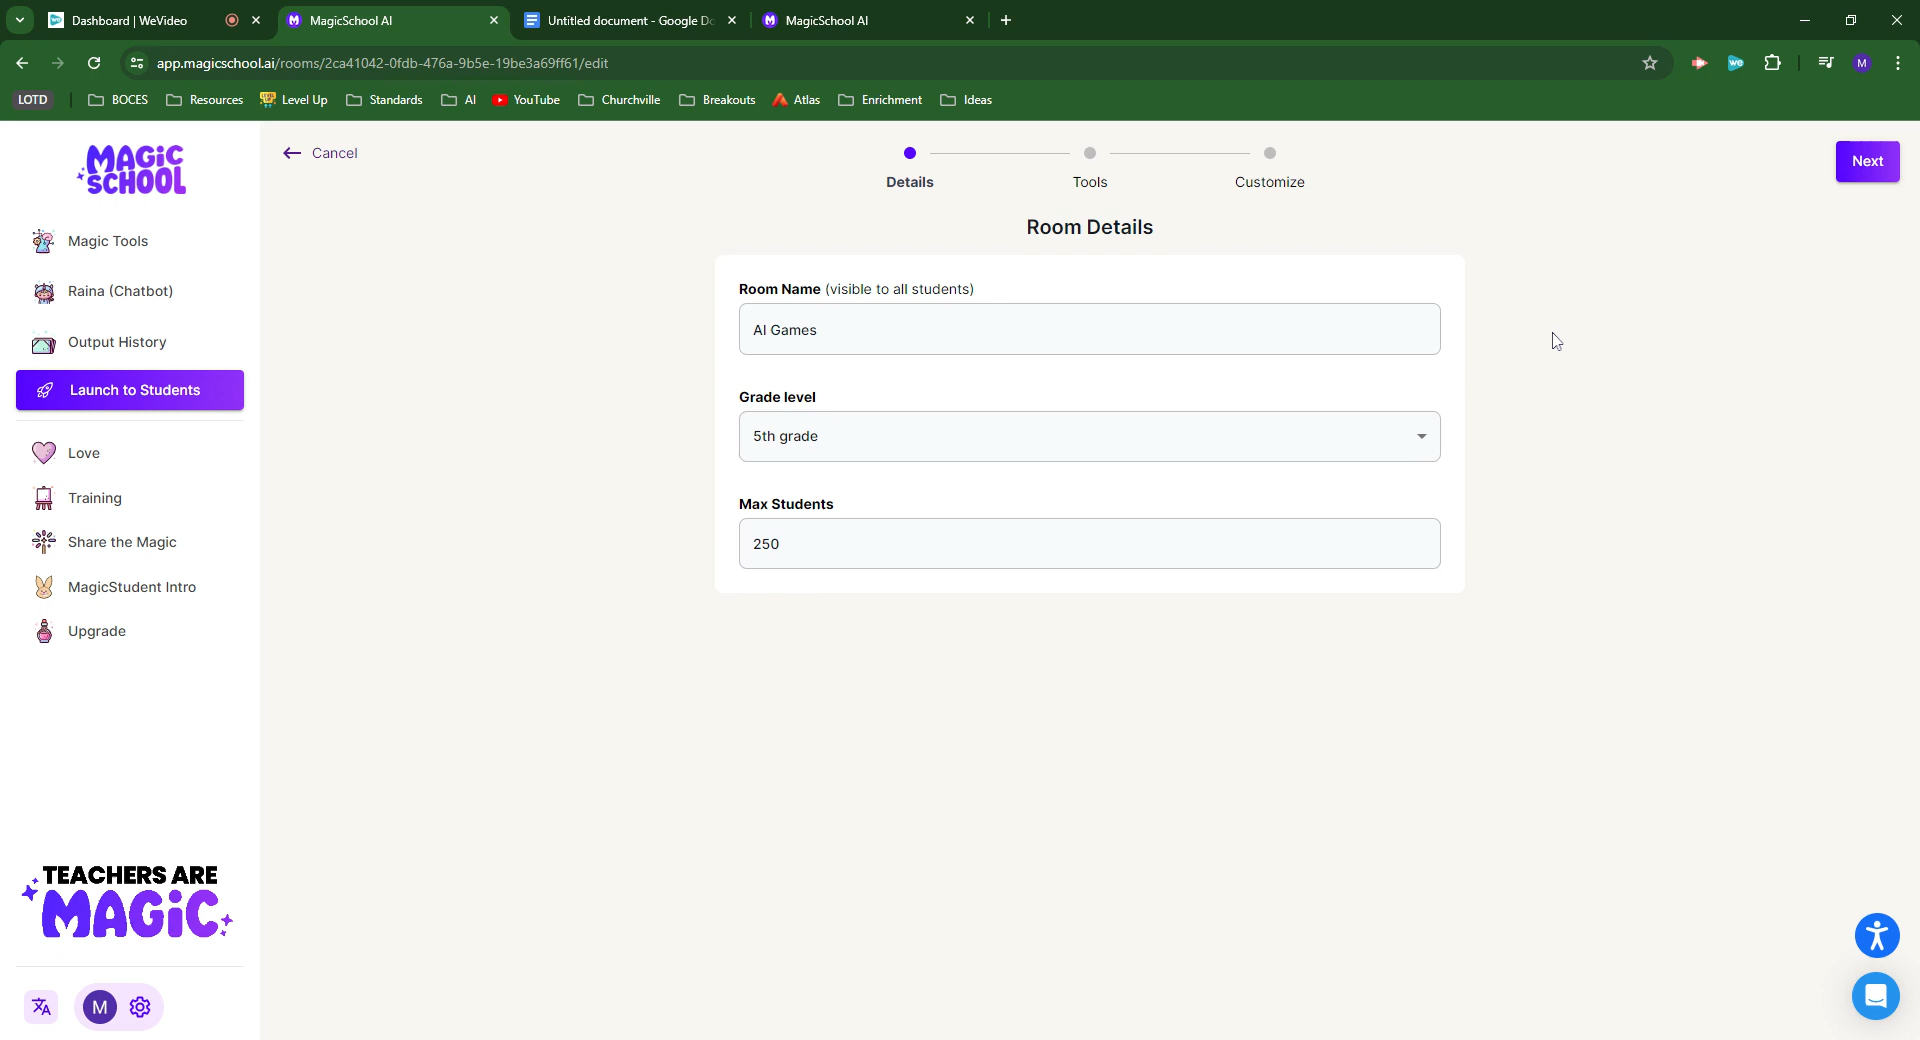 Dashboard | WeVideo
MagicSchool AI
Untitled document - Google Do
MagicSchool AI
app.magicschool.ai/rooms/2ca41042-0fdb-476a-9b5e-19be3a69ff61/edit
we
M
LOTD
BOCES
Resources
Level Up
Standards
AI
YouTube
Churchville
Breakouts
Atlas
Enrichment
Ideas
MAGiC
SCHOOL
Cancel
Details
Tools
Customize
Next
Magic Tools
Raina (Chatbot)
Output History
Launch to Students
Love
Training
Share the Magic
MagicStudent Intro
Upgrade
Room Details
Room Name (visible to all students)
AI Games
Grade level
5th grade
Max Students
250
TEACHERS ARE
MAGiC
M